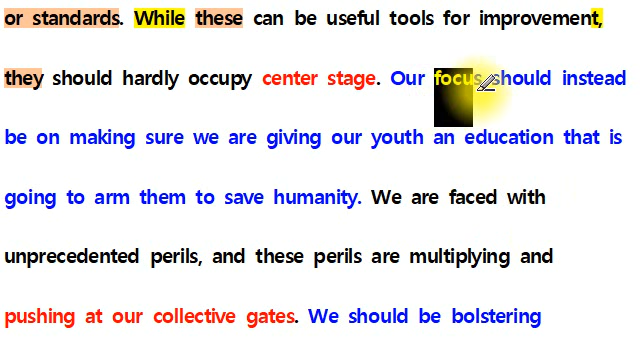 or standards. While these can be useful tools for improvement,
they should hardly occupy center stage. Our focus should instead
be on making sure we are giving our youth an education that is
going to arm them to save humanity. We are faced with
unprecedented perils, and these perils are multiplying and
pushing at our collective gates. We should be bolstering